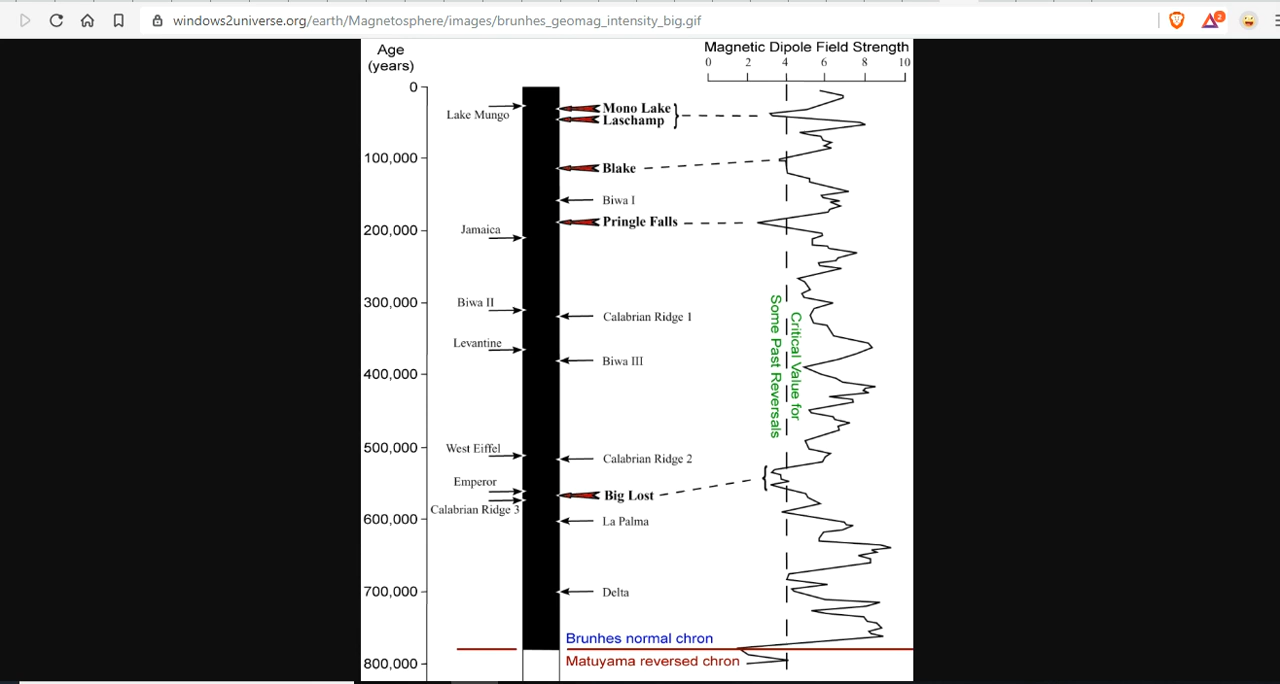 windows2universe.org/earth/Magnetosphere/images/brunhes_geomag_intensity_big.gif
2
Age
(years)
Magnetic Dipole Field Strength
0 2 4 6 8 10
0
Lake Mungo
Mono Lake
Laschamp
100,000
Blake
Biwa I
Jamaica
Pringle Falls
200,000
Biwa II
300,000
Calabrian Ridge 1
Levantine
Biwa III
400,000
Critical Value for
Some Past Reversals
West Eiffel
500,000
Calabrian Ridge 2
Emperor
Big Lost
Calabrian Ridge 3
600,000
La Palma
700,000
Delta
Brunhes normal chron
800,000
Matuyama reversed chron